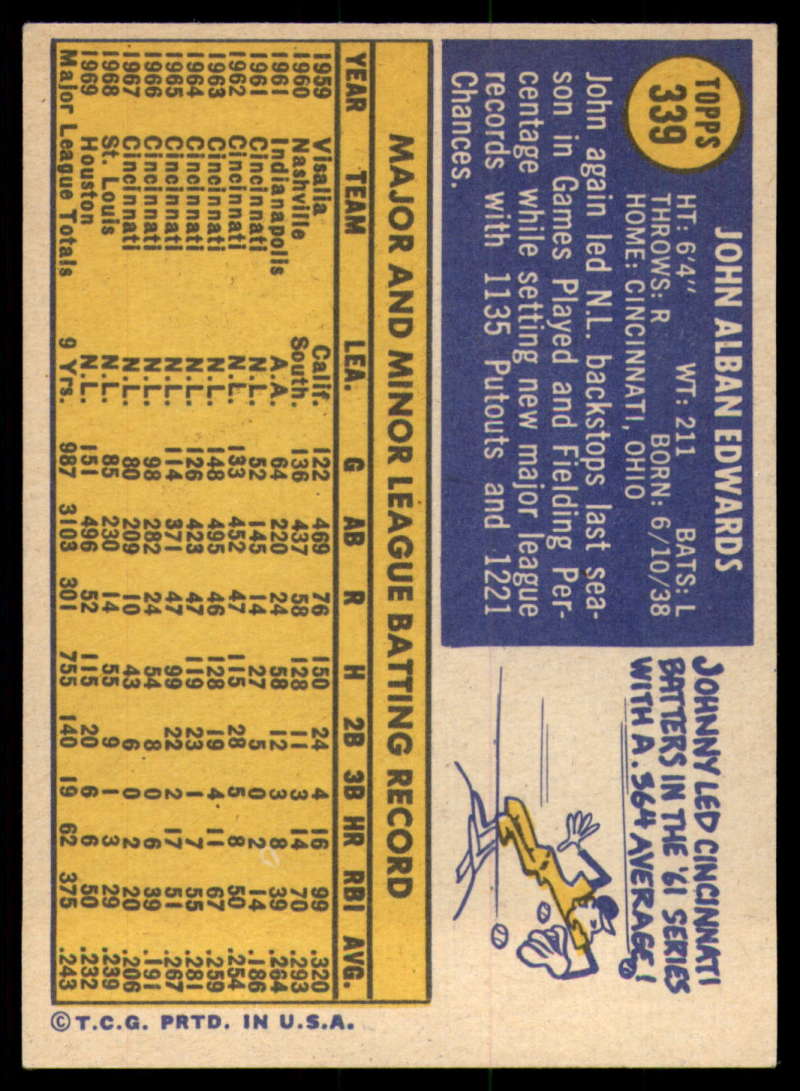 TOPPS
339
JOHN ALBAN EDWARDS
HT: 6'4" WT: 211 BATS: L
THROWS: R BORN: 6/10/38
HOME: CINCINNATI, OHIO
John again led N.L. backstops last sea-
son in Games Played and Fielding Per-
centage while setting new major league
records with 1135 Putouts and 1221
Chances.
JOHNNY LED CINCINNATI
BATTERS IN THE '61 SERIES
WITH A .364 AVERAGE!
MAJOR AND MINOR LEAGUE BATTING RECORD
YEAR TEAM LEA. G AB R H 2B 3B HR RBI AVG.
1959 Visalia Calif. 122 469 76 150 24 4 16 99 .320
1960 Nashville South. 136 437 58 128 11 3 14 70 .293
1961 Indianapolis A.A. 64 220 24 58 12 3 8 39 .264
1961 Cincinnati N.L. 52 145 14 27 5 0 2 14 .186
1962 Cincinnati N.L. 133 452 47 115 28 5 8 50 .254
1963 Cincinnati N.L. 148 495 46 128 19 4 11 67 .259
1964 Cincinnati N.L. 126 423 47 119 23 1 7 55 .281
1965 Cincinnati N.L. 114 371 47 99 22 2 17 51 .267
1966 Cincinnati N.L. 98 282 24 54 8 0 6 39 .191
1967 Cincinnati N.L. 80 209 10 43 6 0 2 20 .206
1968 St. Louis N.L. 85 230 14 55 9 1 3 29 .239
1969 Houston N.L. 151 496 52 115 20 6 6 50 .232
Major League Totals 9 Yrs. 987 3103 301 755 140 19 62 375 .243
© T.C.G. PRTD. IN U.S.A.